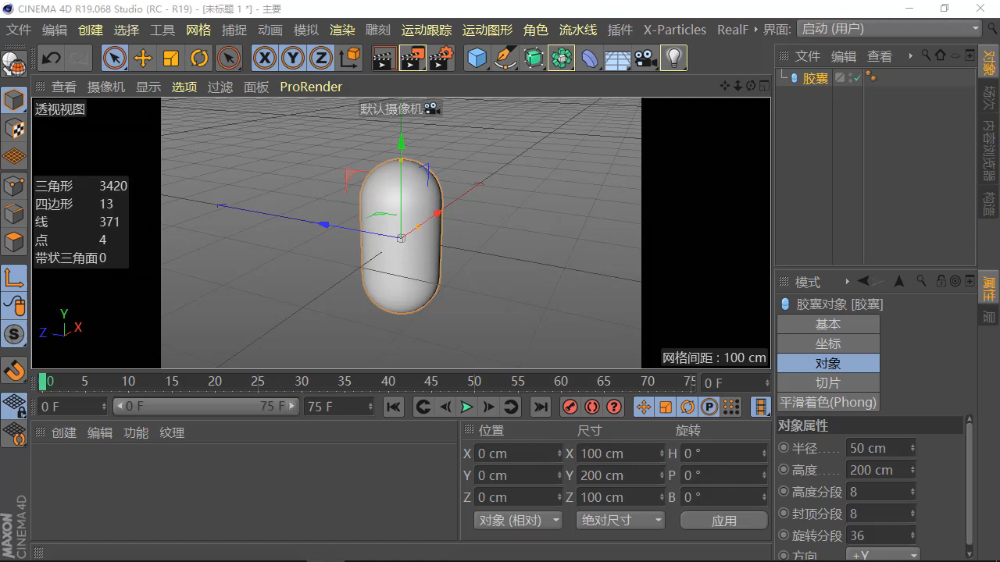 CINEMA 4D R19.068 Studio (RC - R19) - [未标题 1 *] - 主要
文件 编辑 创建 选择 工具 网格 捕捉 动画 模拟 渲染 雕刻 运动跟踪 运动图形 角色 流水线 插件 X-Particles RealF 界面: 启动 (用户)
X Y Z
文件 编辑 查看
对象
场次
内容浏览器
构造
查看 摄像机 显示 选项 过滤 面板 ProRender
胶囊
透视视图
默认摄像机
三角形 3420
四边形 13
线 371
点 4
带状三角面 0
Y
Z X
网格间距 : 100 cm
S
模式
属性
层
胶囊对象 [胶囊]
基本
坐标
对象
切片
平滑着色(Phong)
对象属性
半径..... 50 cm
高度..... 200 cm
高度分段 8
封顶分段 8
旋转分段 36
方向 +Y
0 5 10 15 20 25 30 35 40 45 50 55 60 65 70 75 0 F
0 F 0 F 75 F 75 F P
创建 编辑 功能 纹理
位置 尺寸 旋转
X 0 cm X 100 cm H 0 °
Y 0 cm Y 200 cm P 0 °
Z 0 cm Z 100 cm B 0 °
对象 (相对) 绝对尺寸 应用
MAXON
CINEMA 4D